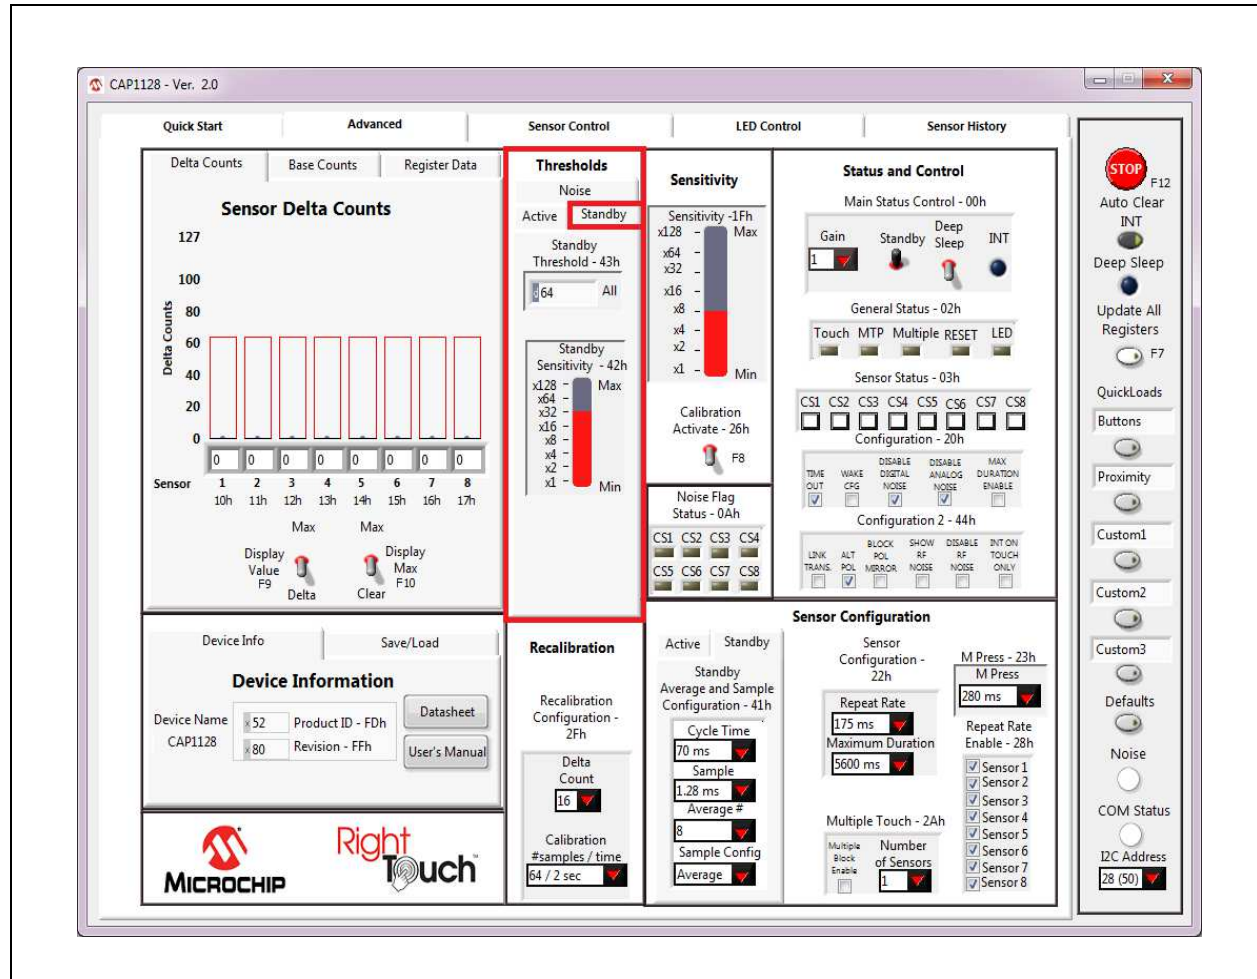 CAP1128 - Ver. 2.0
Quick Start
Advanced
Sensor Control
LED Control
Sensor History
Delta Counts
Base Counts
Register Data
Sensor Delta Counts
127
100
80
60
40
20
0
Delta Counts
0 0 0 0 0 0 0 0
Sensor 1 2 3 4 5 6 7 8
10h 11h 12h 13h 14h 15h 16h 17h
Max
Max
Display
Value
F9
Delta
Display
Max
F10
Clear
Thresholds
Noise
Active
Standby
Standby
Threshold - 43h
64
All
Standby
Sensitivity - 42h
x128
Max
x64
x32
x16
x8
x4
x2
x1
Min
Sensitivity
Sensitivity -1Fh
x128
Max
x64
x32
x16
x8
x4
x2
x1
Min
Calibration
Activate - 26h
F8
Noise Flag
Status - 0Ah
CS1 CS2 CS3 CS4
CS5 CS6 CS7 CS8
Status and Control
Main Status Control - 00h
Gain
1
Standby
Deep
Sleep
INT
General Status - 02h
Touch MTP Multiple RESET LED
Sensor Status - 03h
CS1 CS2 CS3 CS4 CS5 CS6 CS7 CS8
Configuration - 20h
TIME
OUT
WAKE
CFG
DISABLE
DIGITAL
NOISE
DISABLE
ANALOG
NOISE
MAX
DURATION
ENABLE
Configuration 2 - 44h
LINK
TRANS.
ALT
POL
BLOCK
POL
MIRROR
SHOW
RF
NOISE
DISABLE
RF
NOISE
INT ON
TOUCH
ONLY
Device Info
Save/Load
Device Information
Device Name
CAP1128
x 52
Product ID - FDh
x 80
Revision - FFh
Datasheet
User's Manual
MICROCHIP
Right
Touch
Recalibration
Recalibration
Configuration -
2Fh
Delta
Count
16
Calibration
#samples / time
64 / 2 sec
Sensor Configuration
Active
Standby
Standby
Average and Sample
Configuration - 41h
Cycle Time
70 ms
Sample
1.28 ms
Average #
8
Sample Config
Average
Sensor
Configuration -
22h
Repeat Rate
175 ms
Maximum Duration
5600 ms
Multiple Touch - 2Ah
Multiple
Block
Enable
Number
of Sensors
1
M Press - 23h
M Press
280 ms
Repeat Rate
Enable - 28h
Sensor 1
Sensor 2
Sensor 3
Sensor 4
Sensor 5
Sensor 6
Sensor 7
Sensor 8
STOP
F12
Auto Clear
INT
Deep Sleep
Update All
Registers
F7
QuickLoads
Buttons
Proximity
Custom1
Custom2
Custom3
Defaults
Noise
COM Status
I2C Address
28 (50)